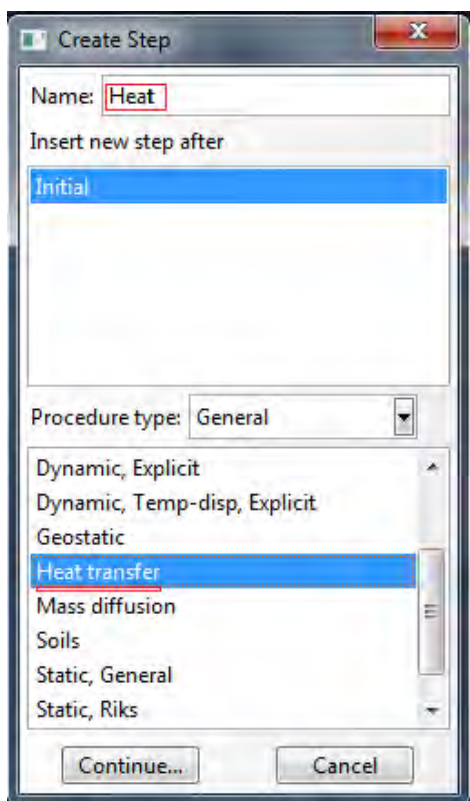 Create Step
Name: Heat
Insert new step after
Initial
Procedure type: General
Dynamic, Explicit
Dynamic, Temp-disp, Explicit
Geostatic
Heat transfer
Mass diffusion
Soils
Static, General
Static, Riks
Continue... Cancel